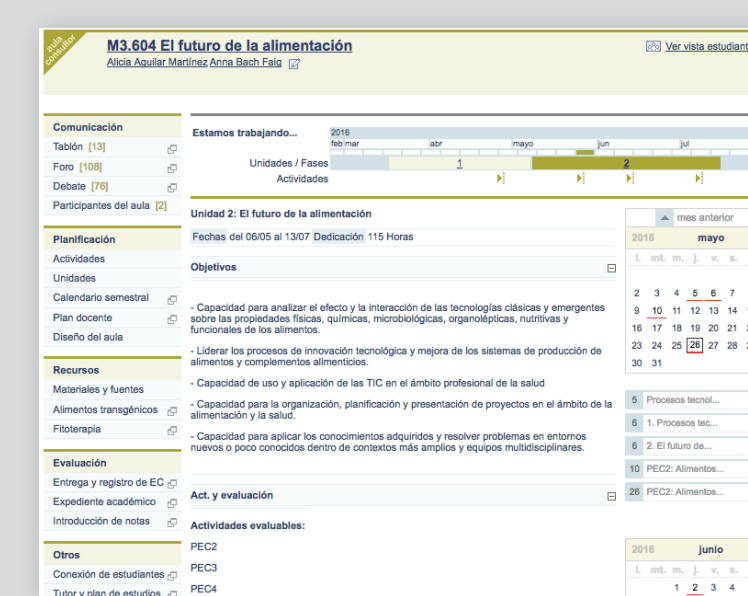 aula
consultor
M3.604 El futuro de la alimentación
Alicia Aguilar Martínez Anna Bach Faig
Ver vista estudiant
Comunicación
Tablón [13]
Foro [108]
Debate [76]
Participantes del aula [2]
Planificación
Actividades
Unidades
Calendario semestral
Plan docente
Diseño del aula
Recursos
Materiales y fuentes
Alimentos transgénicos
Fitoterapia
Evaluación
Entrega y registro de EC
Expediente académico
Introducción de notas
Otros
Conexión de estudiantes
Tutor y plan de estudios
Estamos trabajando...
2016
feb mar abr mayo jun jul
Unidades / Fases 1 2
Actividades
Unidad 2: El futuro de la alimentación
Fechas del 06/05 al 13/07 Dedicación 115 Horas
Objetivos
- Capacidad para analizar el efecto y la interacción de las tecnologías clásicas y emergentes
sobre las propiedades físicas, químicas, microbiológicas, organolépticas, nutritivas y
funcionales de los alimentos.
- Liderar los procesos de innovación tecnológica y mejora de los sistemas de producción de
alimentos y complementos alimenticios.
- Capacidad de uso y aplicación de las TIC en el ámbito profesional de la salud
- Capacidad para la organización, planificación y presentación de proyectos en el ámbito de la
alimentación y la salud.
- Capacidad para aplicar los conocimientos adquiridos y resolver problemas en entornos
nuevos o poco conocidos dentro de contextos más amplios y equipos multidisciplinares.
Act. y evaluación
Actividades evaluables:
PEC2
PEC3
PEC4
mes anterior
2016 mayo
l. mt. m. j. v. s.
2 3 4 5 6 7
9 10 11 12 13 14
16 17 18 19 20 21
23 24 25 26 27 28
30 31
5 Procesos tecnol...
6 1. Procesos tec...
6 2. El futuro de...
10 PEC2: Alimentos...
26 PEC2: Alimentos...
2016 junio
l. mt. m. j. v. s.
1 2 3 4